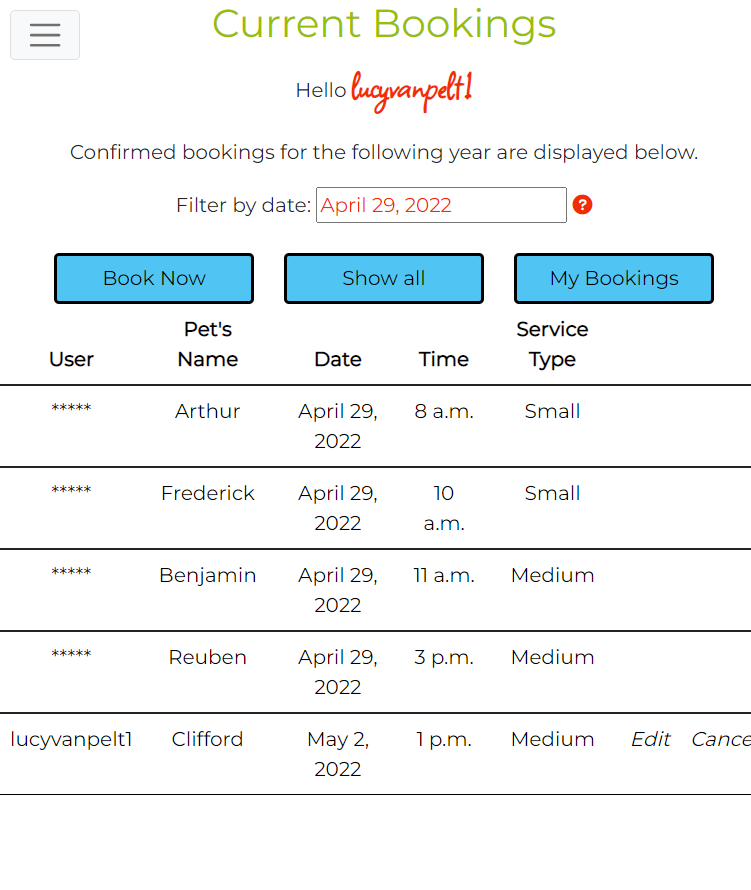 Current Bookings
Hello lucyvanpelt1
Confirmed bookings for the following year are displayed below.
Filter by date: April 29, 2022 ?
Book Now Show all My Bookings
User Pet's Name Date Time Service Type
***** Arthur April 29, 2022 8 a.m. Small
***** Frederick April 29, 2022 10 a.m. Small
***** Benjamin April 29, 2022 11 a.m. Medium
***** Reuben April 29, 2022 3 p.m. Medium
lucyvanpelt1 Clifford May 2, 2022 1 p.m. Medium Edit Cance